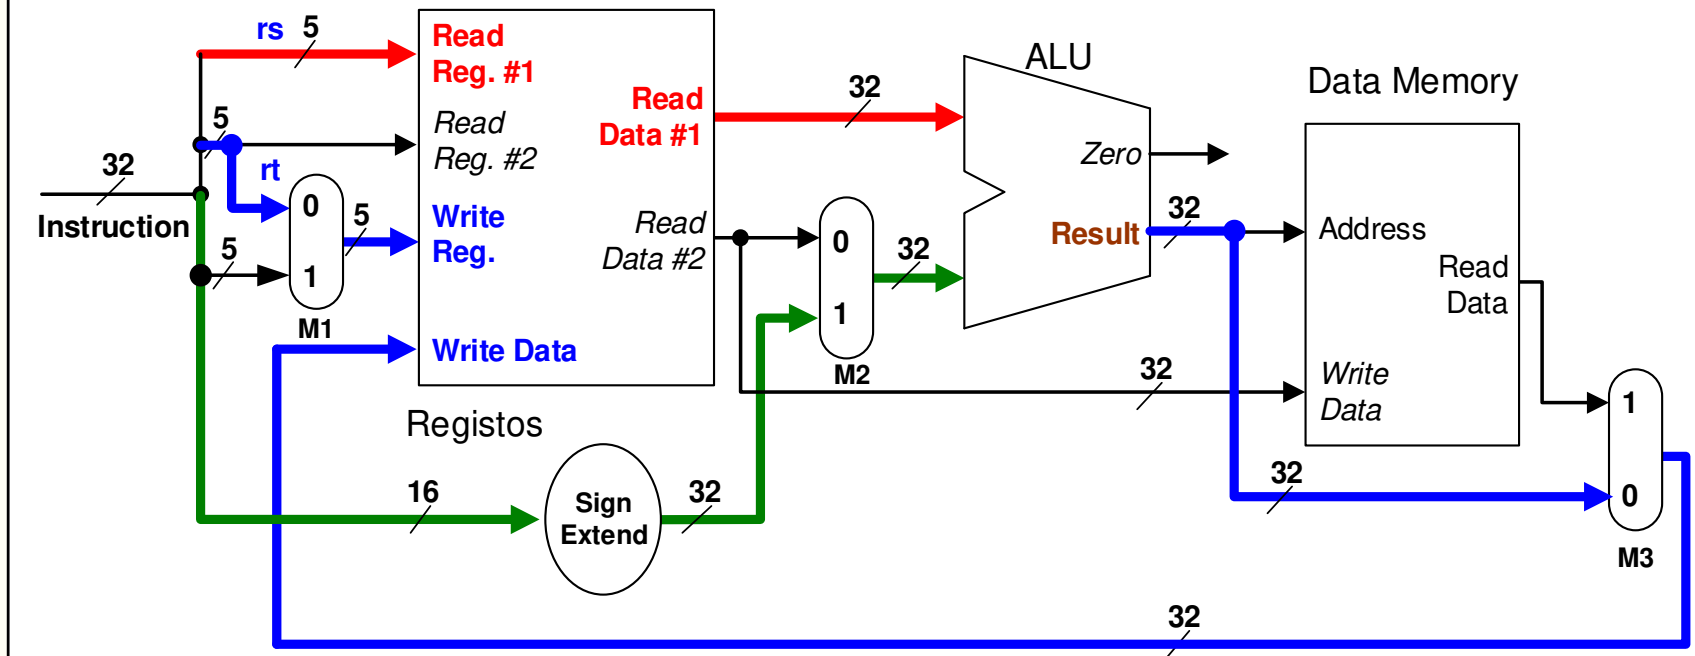 rs
5
Read
Reg. #1
5
Read
Reg. #2
rt
32
Instruction
0
5
1
5
M1
Write
Reg.
Write Data
Read
Data #1
Read
Data #2
Registos
16
Sign
Extend
32
32
0
1
M2
32
ALU
Zero
Result
32
32
Data Memory
Address
Read
Data
Write
Data
32
1
0
M3
32